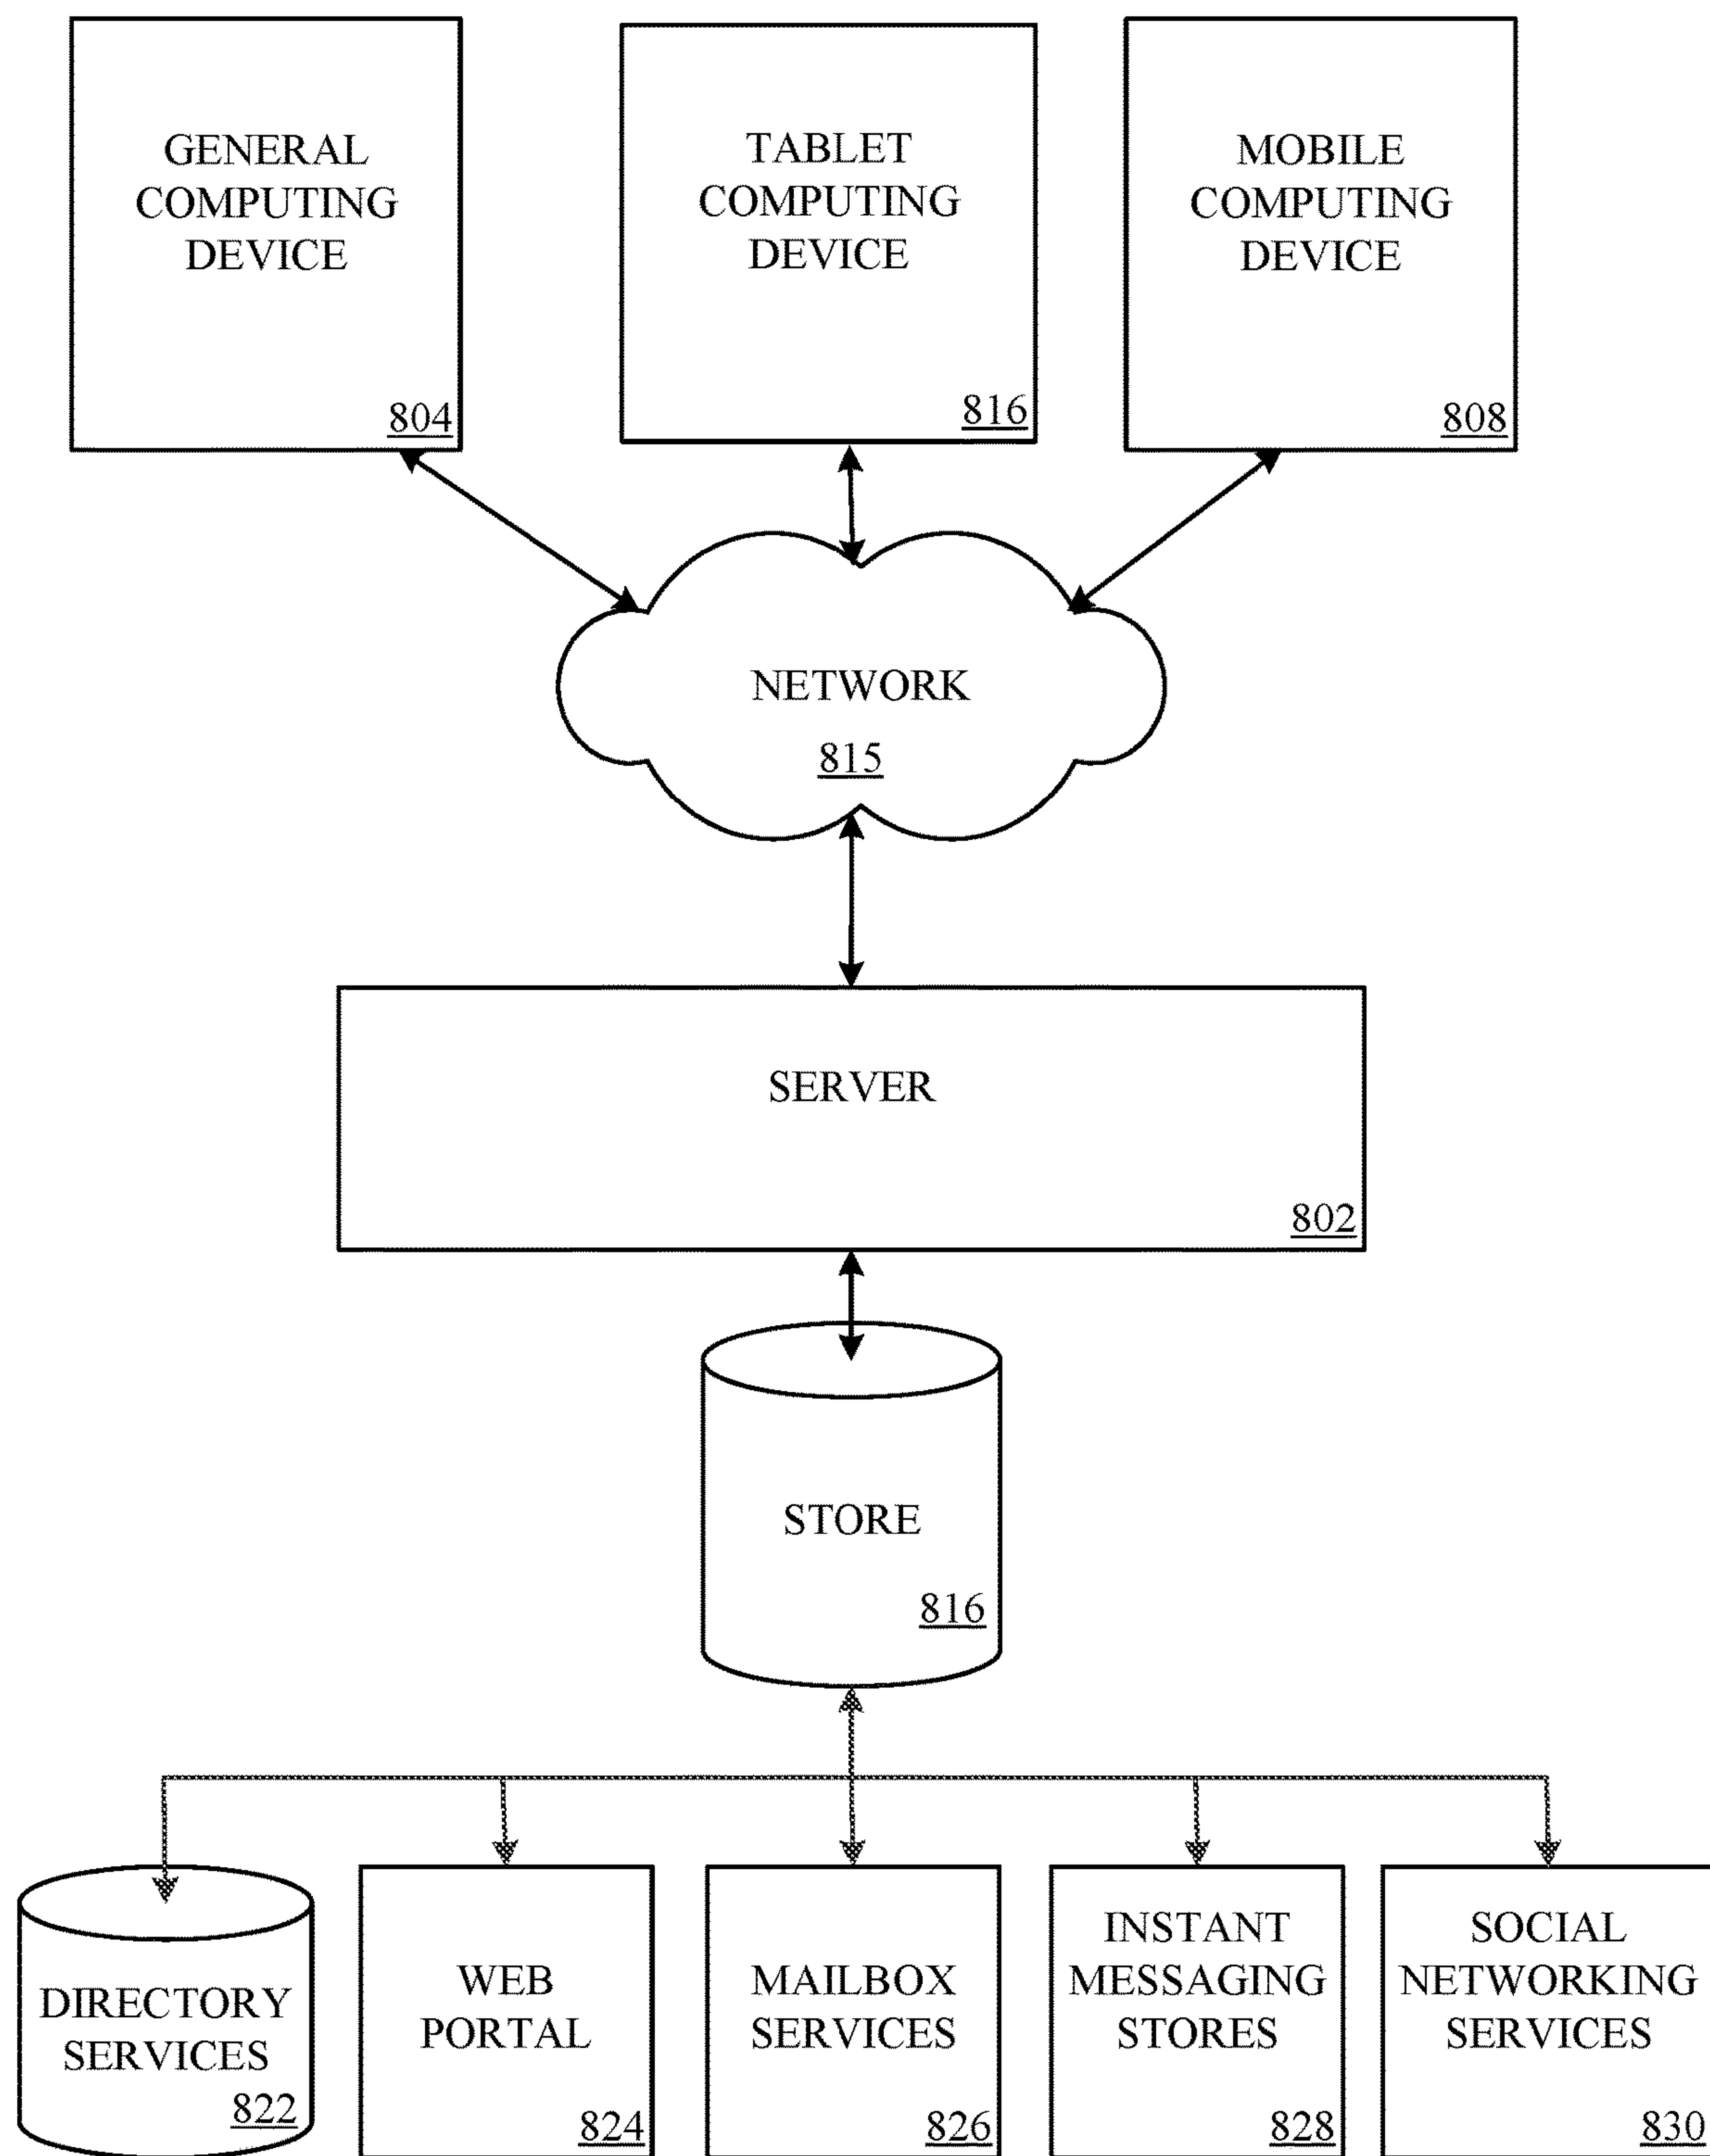 GENERAL
COMPUTING
DEVICE
804
TABLET
COMPUTING
DEVICE
816
MOBILE
COMPUTING
DEVICE
808
NETWORK
815
SERVER
802
STORE
816
DIRECTORY
SERVICES
822
WEB
PORTAL
824
MAILBOX
SERVICES
826
INSTANT
MESSAGING
STORES
828
SOCIAL
NETWORKING
SERVICES
830